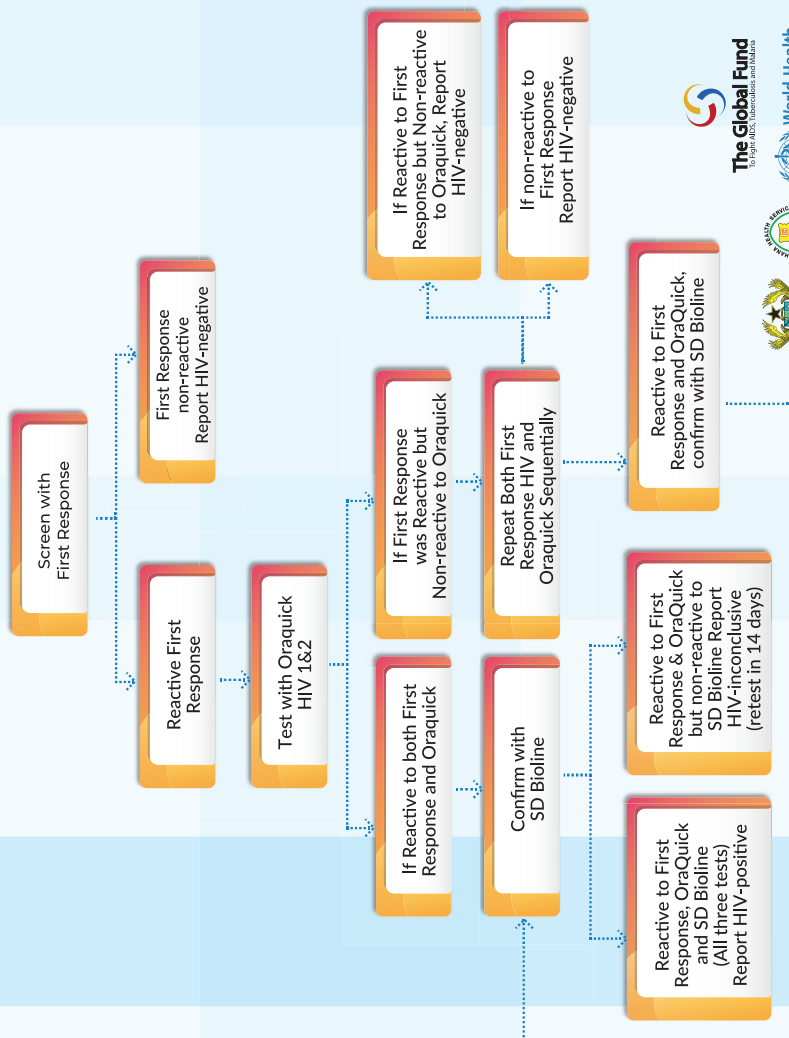 Screen with
First Response
Reactive First
Response
First Response
non-reactive
Report HIV-negative
Test with Oraquick
HIV 1&2
If Reactive to both First
Response and Oraquick
If First Response
was Reactive but
Non-reactive to Oraquick
If Reactive to First
Response but Non-reactive
to Oraquick, Report
HIV-negative
Confirm with
SD Bioline
Repeat Both First
Response HIV and
Oraquick Sequentially
If non-reactive to
First Response
Report HIV-negative
Reactive to First
Response, OraQuick
and SD Bioline
(All three tests)
Report HIV-positive
Reactive to First
Response & OraQuick
but non-reactive to
SD Bioline Report
HIV-inconclusive
(retest in 14 days)
Reactive to First
Response and OraQuick,
confirm with SD Bioline
The Global Fund
To Fight AIDS, Tuberculosis and Malaria
World Health